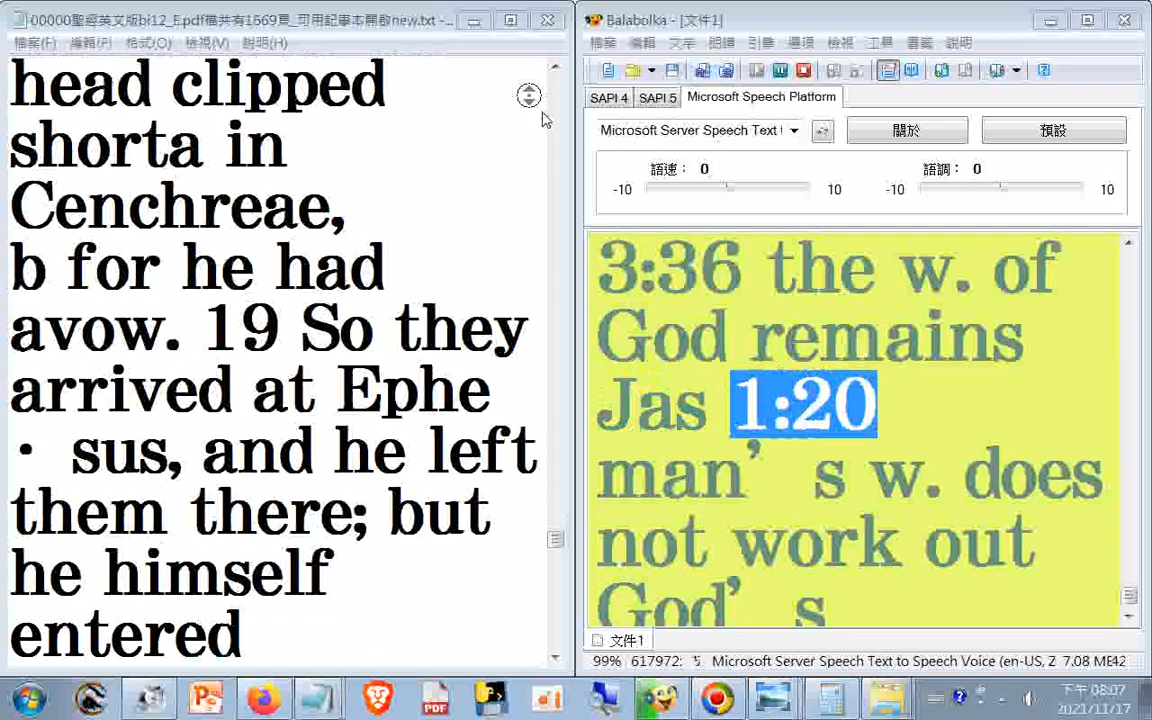 00000聖經英文版bi12_E.pdf檔共有1669頁_可用記事本開啟new.txt - ...
檔案(F) 編輯(P) 格式(O) 檢視(V) 說明(H)
head clipped
shorta in
Cenchreae,
b for he had
avow. 19 So they
arrived at Ephe
· sus, and he left
them there; but
he himself
entered
Balabolka - [文件1]
檔案 編輯 文字 朗讀 引擎 選項 檢視 工具 書籤 說明
SAPI 4 SAPI 5 Microsoft Speech Platform
Microsoft Server Speech Text t 關於 預設
語速： 0 語調： 0
-10 10 -10 10
3:36 the w. of
God remains
Jas 1:20
man’s w. does
not work out
God’s
文件1
99% 617972: Microsoft Server Speech Text to Speech Voice (en-US, Z 7.08 ME42
PDF
下午 08:07
2021/11/17